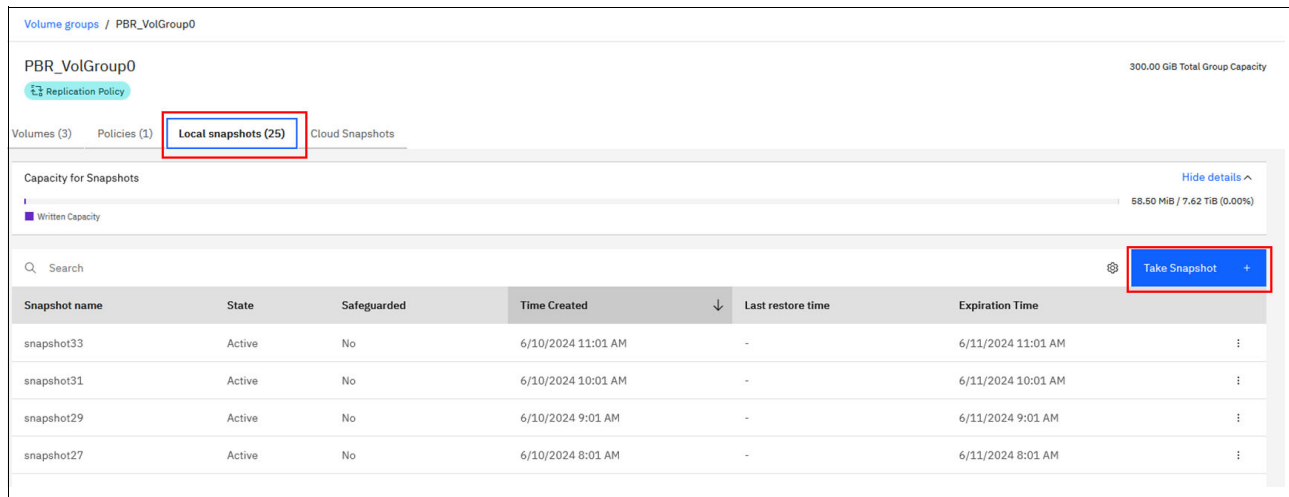 Volume groups / PBR_VolGroup0
PBR_VolGroup0
300.00 GiB Total Group Capacity
Replication Policy
Volumes (3) Policies (1) Local snapshots (25) Cloud Snapshots
Capacity for Snapshots Hide details
58.50 MiB / 7.62 TiB (0.00%)
Written Capacity
Search Take Snapshot +
Snapshot name State Safeguarded Time Created Last restore time Expiration Time
snapshot33 Active No 6/10/2024 11:01 AM - 6/11/2024 11:01 AM
snapshot31 Active No 6/10/2024 10:01 AM - 6/11/2024 10:01 AM
snapshot29 Active No 6/10/2024 9:01 AM - 6/11/2024 9:01 AM
snapshot27 Active No 6/10/2024 8:01 AM - 6/11/2024 8:01 AM